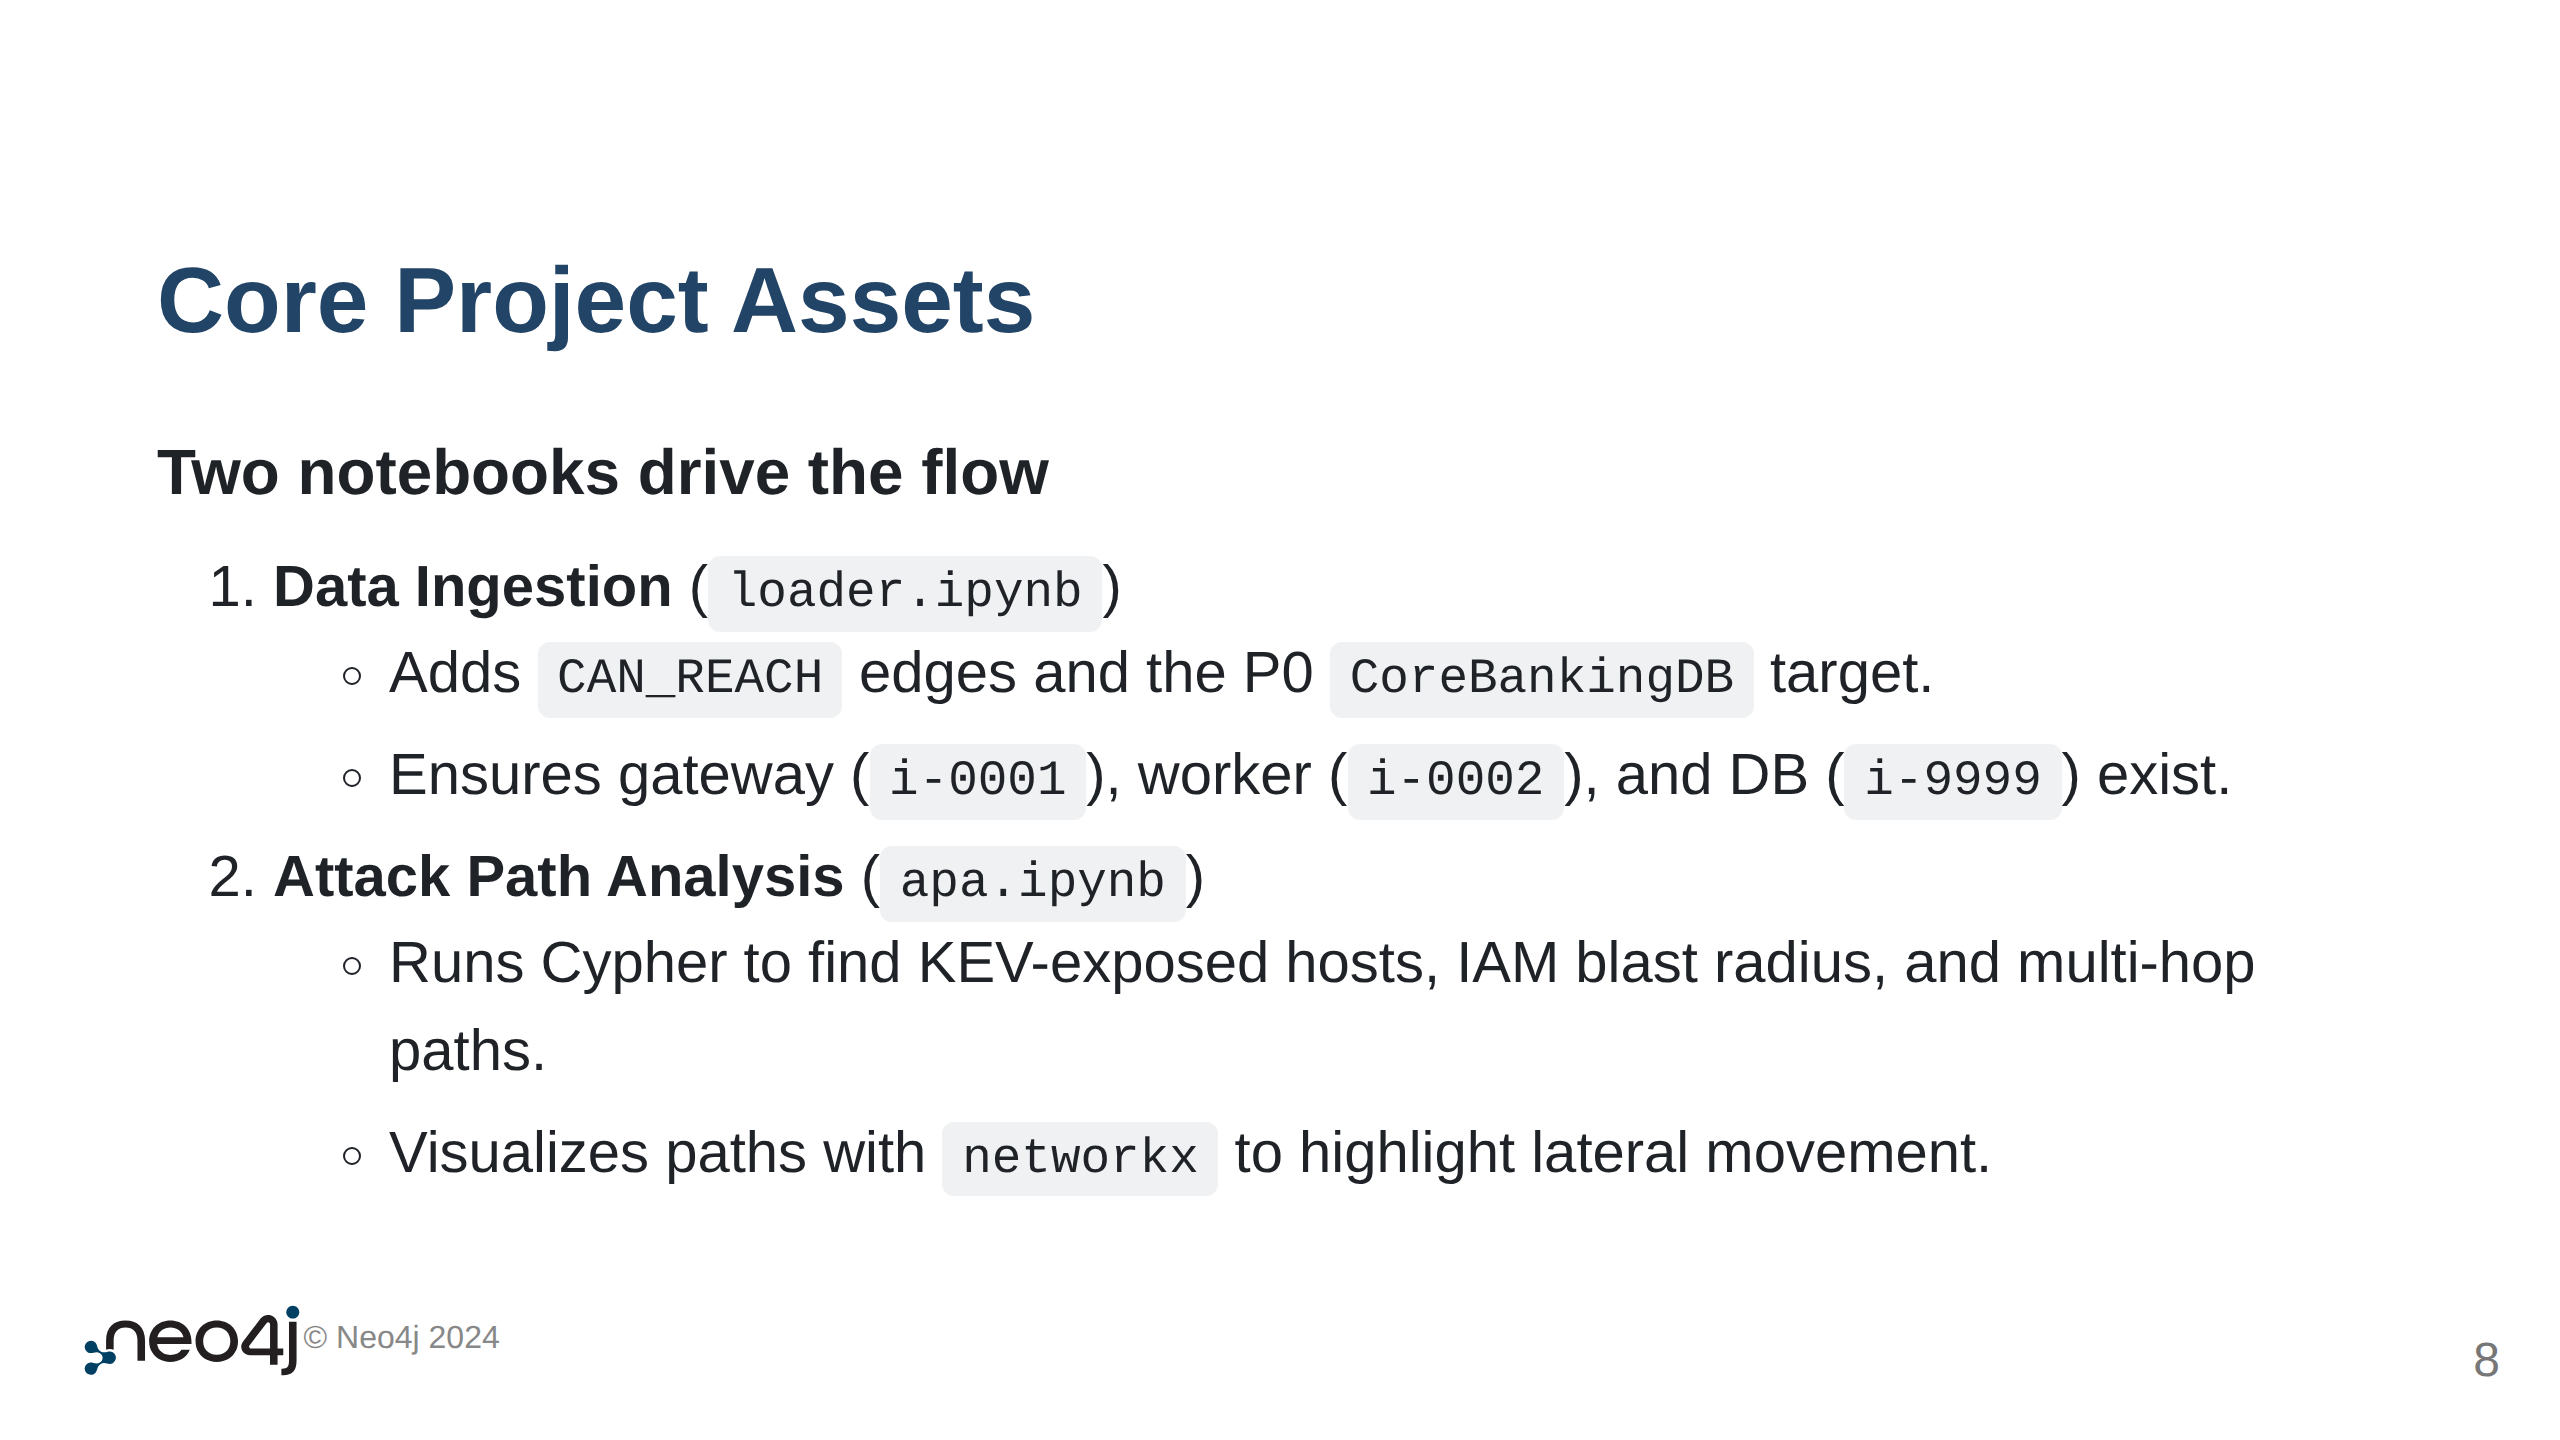 Core Project Assets
Two notebooks drive the flow
1. Data Ingestion (loader.ipynb)
○ Adds CAN_REACH edges and the P0 CoreBankingDB target.
○ Ensures gateway (i-0001), worker (i-0002), and DB (i-9999) exist.
2. Attack Path Analysis (apa.ipynb)
○ Runs Cypher to find KEV-exposed hosts, IAM blast radius, and multi-hop
paths.
○ Visualizes paths with networkx to highlight lateral movement.
neo4j © Neo4j 2024
8